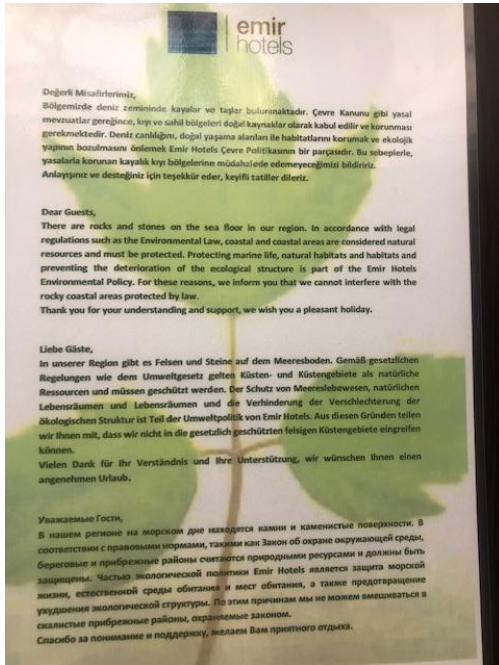 emir
hotels
Değerli Misafirlerimiz,
Bölgemizde deniz zemininde kayalar ve taşlar bulunmaktadır. Çevre Kanunu gibi yasal
mevzuatlar gereğince, kıyı ve sahil bölgeleri doğal kaynaklar olarak kabul edilir ve korunması
gerekmektedir. Deniz canlılığını, doğal yaşama alanları ile habitatlarını korumak ve ekolojik
yapının bozulmasını önlemek Emir Hotels Çevre Politikasının bir parçasıdır. Bu sebeplerle,
yasalarla korunan kayalık kıyı bölgelerine müdahalede edemeyeceğimizi bildiririz.
Anlayışınız ve desteğiniz için teşekkür eder, keyifli tatiller dileriz.
Dear Guests,
There are rocks and stones on the sea floor in our region. In accordance with legal
regulations such as the Environmental Law, coastal and coastal areas are considered natural
resources and must be protected. Protecting marine life, natural habitats and habitats and
preventing the deterioration of the ecological structure is part of the Emir Hotels
Environmental Policy. For these reasons, we inform you that we cannot interfere with the
rocky coastal areas protected by law.
Thank you for your understanding and support, we wish you a pleasant holiday.
Liebe Gäste,
In unserer Region gibt es Felsen und Steine auf dem Meeresboden. Gemäß gesetzlichen
Regelungen wie dem Umweltgesetz gelten Küsten- und Küstengebiete als natürliche
Ressourcen und müssen geschützt werden. Der Schutz von Meereslebewesen, natürlichen
Lebensräumen und Lebensräumen und die Verhinderung der Verschlechterung der
ökologischen Struktur ist Teil der Umweltpolitik von Emir Hotels. Aus diesen Gründen teilen
wir Ihnen mit, dass wir nicht in die gesetzlich geschützten felsigen Küstengebiete eingreifen
können.
Vielen Dank für Ihr Verständnis und Ihre Unterstützung, wir wünschen Ihnen einen
angenehmen Urlaub.
Уважаемые Гости,
В нашем регионе на морском дне находятся камни и каменистые поверхности. В
соответствии с правовыми нормами, такими как Закон об охране окружающей среды,
береговые и прибрежные районы считаются природными ресурсами и должны быть
защищены. Частью экологической политики Emir Hotels является защита морской
жизни, естественной среды обитания и мест обитания, а также предотвращение
ухудшения экологической структуры. По этим причинам мы не можем вмешиваться в
скалистые прибрежные районы, охраняемые законом.
Спасибо за понимание и поддержку, желаем Вам приятного отдыха.